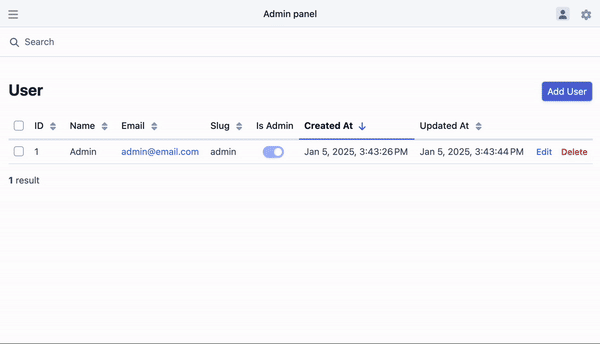 Admin panel
Search
User
Add User
ID Name Email Slug Is Admin Created At Updated At
1 Admin admin@email.com admin Jan 5, 2025, 3:43:26 PM Jan 5, 2025, 3:43:44 PM Edit Delete
1 result